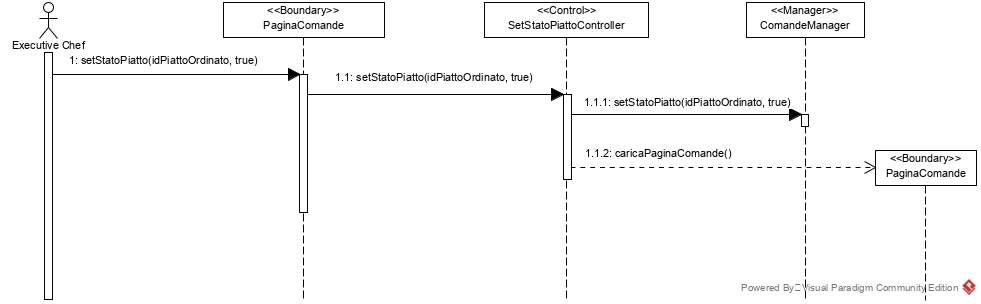 <<Boundary>>
PaginaComande
<<Control>>
SetStatoPiattoController
<<Manager>>
ComandeManager
Executive Chef
1: setStatoPiatto(idPiattoOrdinato, true)
1.1: setStatoPiatto(idPiattoOrdinato, true)
1.1.1: setStatoPiatto(idPiattoOrdinato, true)
1.1.2: caricaPaginaComande()
<<Boundary>>
PaginaComande
Powered By Visual Paradigm Community Edition